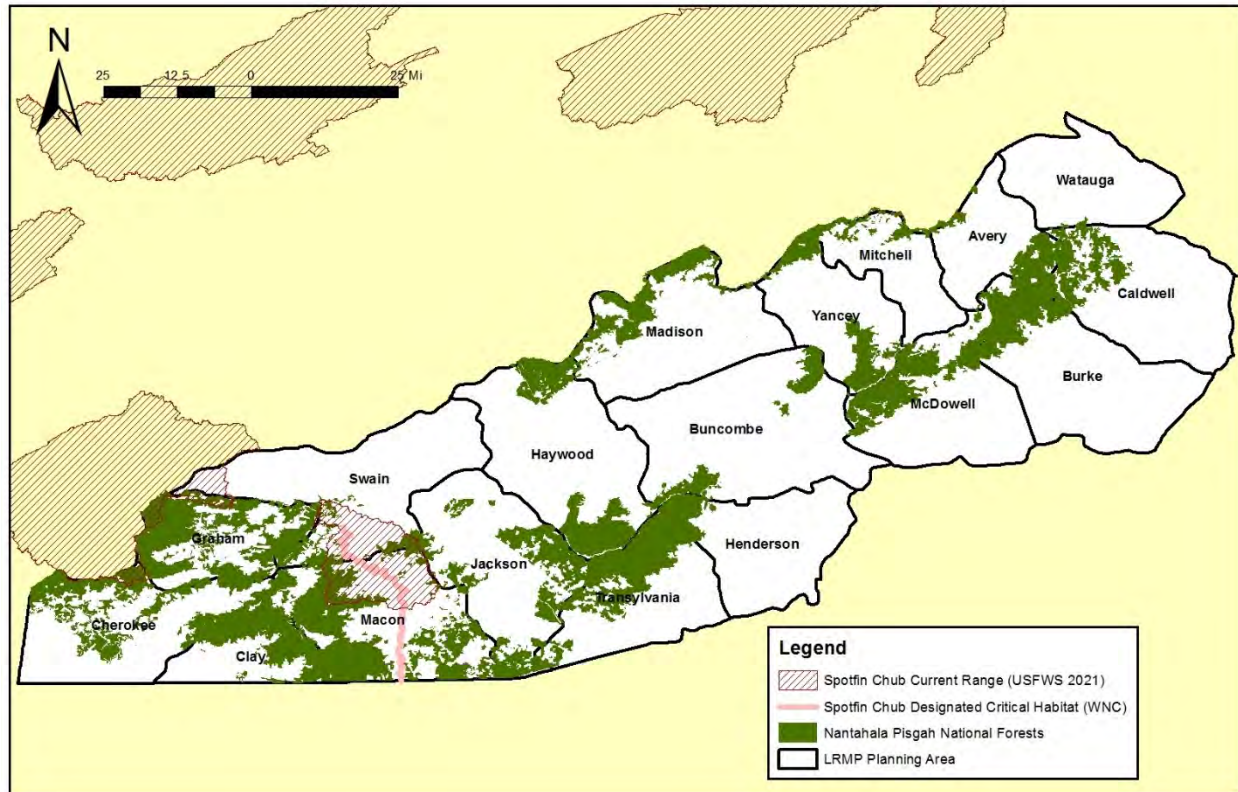 N
25 12.5 0 25 Mi
Watauga
Avery
Mitchell
Caldwell
Yancey
Madison
Burke
McDowell
Buncombe
Haywood
Swain
Graham
Henderson
Jackson
Transylvania
Cherokee
Macon
Clay
Legend
Spotfin Chub Current Range (USFWS 2021)
Spotfin Chub Designated Critical Habitat (WNC)
Nantahala Pisgah National Forests
LRMP Planning Area